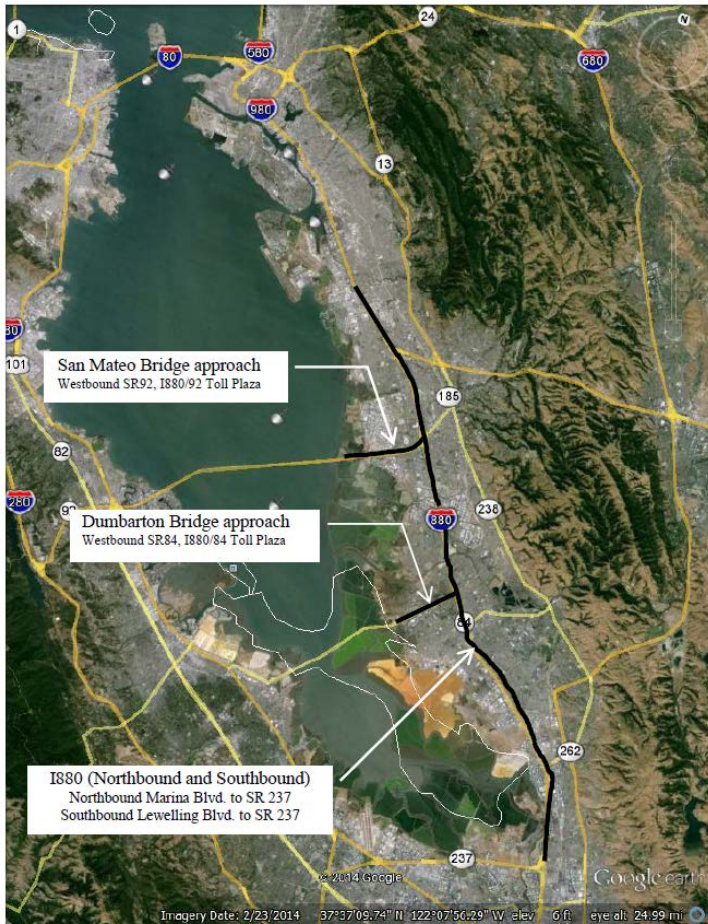 1
24
N
80
580
680
980
13
San Mateo Bridge approach
Westbound SR92, I880/92 Toll Plaza
80
101
185
82
280
92
238
880
Dumbarton Bridge approach
Westbound SR84, I880/84 Toll Plaza
84
262
I880 (Northbound and Southbound)
Northbound Marina Blvd. to SR 237
Southbound Lewelling Blvd. to SR 237
237
© 2014 Google
Google earth
Imagery Date: 2/23/2014 37°37'09.74" N 122°07'56.29" W elev 6 ft eye alt 24.99 mi